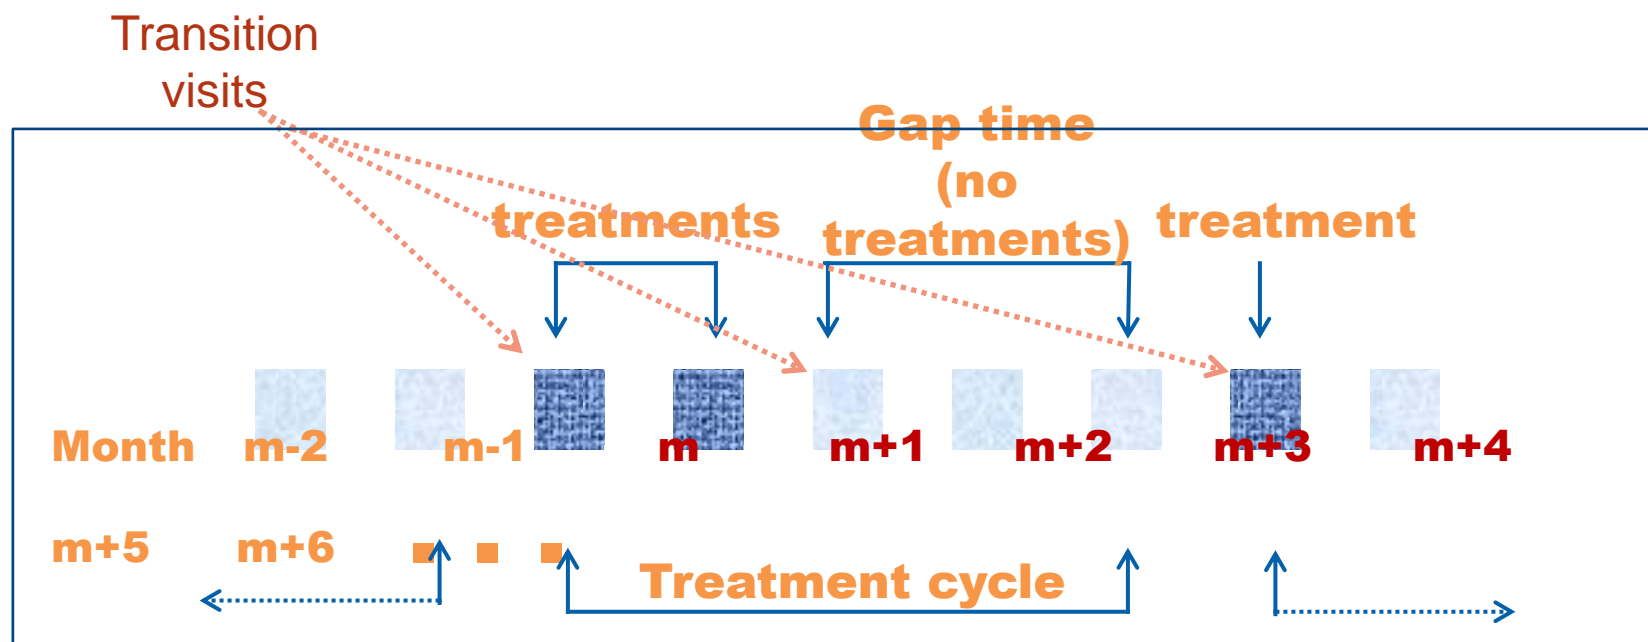 Transition
visits
Gap time
(no
treatments)
treatments
treatment
Month m-2 m-1 m m+1 m+2 m+3 m+4
m+5 m+6
Treatment cycle